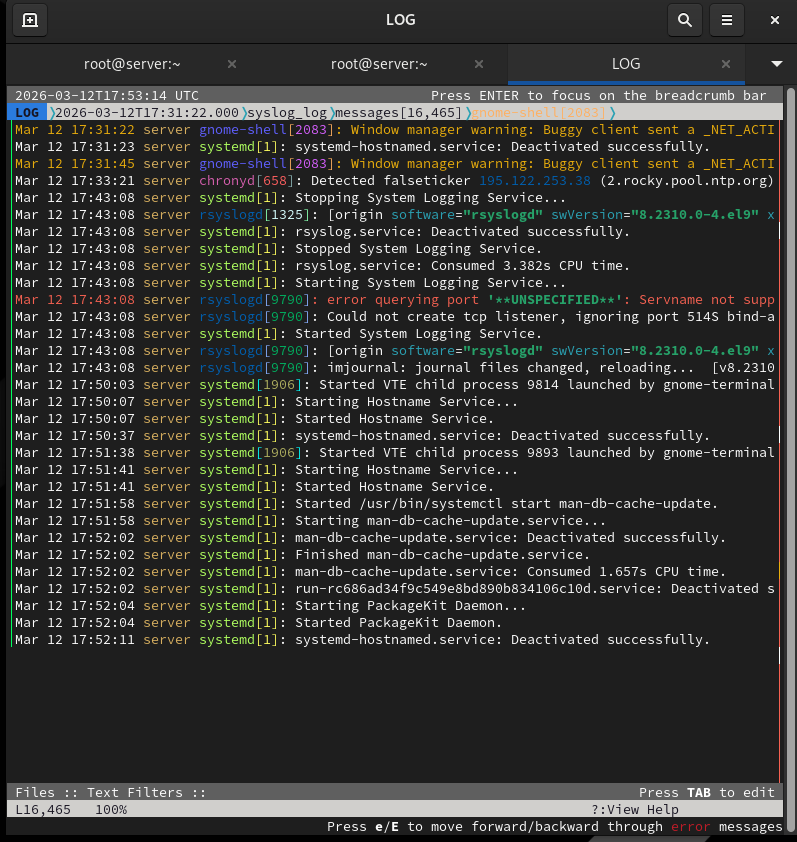 LOG
root@server:~ × root@server:~ × LOG ×
2026-03-12T17:53:14 UTC Press ENTER to focus on the breadcrumb bar
LOG 〉2026-03-12T17:31:22.000〉syslog_log〉messages[16,465]〉gnome-shell[2083]〉
Mar 12 17:31:22 server gnome-shell[2083]: Window manager warning: Buggy client sent a _NET_ACTI
Mar 12 17:31:23 server systemd[1]: systemd-hostnamed.service: Deactivated successfully.
Mar 12 17:31:45 server gnome-shell[2083]: Window manager warning: Buggy client sent a _NET_ACTI
Mar 12 17:33:21 server chronyd[658]: Detected falseticker 195.122.253.38 (2.rocky.pool.ntp.org)
Mar 12 17:43:08 server systemd[1]: Stopping System Logging Service...
Mar 12 17:43:08 server rsyslogd[1325]: [origin software="rsyslogd" swVersion="8.2310.0-4.el9" x
Mar 12 17:43:08 server systemd[1]: rsyslog.service: Deactivated successfully.
Mar 12 17:43:08 server systemd[1]: Stopped System Logging Service.
Mar 12 17:43:08 server systemd[1]: rsyslog.service: Consumed 3.382s CPU time.
Mar 12 17:43:08 server systemd[1]: Starting System Logging Service...
Mar 12 17:43:08 server rsyslogd[9790]: error querying port '**UNSPECIFIED**': Servname not supp
Mar 12 17:43:08 server rsyslogd[9790]: Could not create tcp listener, ignoring port 514S bind-a
Mar 12 17:43:08 server systemd[1]: Started System Logging Service.
Mar 12 17:43:08 server rsyslogd[9790]: [origin software="rsyslogd" swVersion="8.2310.0-4.el9" x
Mar 12 17:43:08 server rsyslogd[9790]: imjournal: journal files changed, reloading... [v8.2310
Mar 12 17:50:03 server systemd[1906]: Started VTE child process 9814 launched by gnome-terminal
Mar 12 17:50:07 server systemd[1]: Starting Hostname Service...
Mar 12 17:50:07 server systemd[1]: Started Hostname Service.
Mar 12 17:50:37 server systemd[1]: systemd-hostnamed.service: Deactivated successfully.
Mar 12 17:51:38 server systemd[1906]: Started VTE child process 9893 launched by gnome-terminal
Mar 12 17:51:41 server systemd[1]: Starting Hostname Service...
Mar 12 17:51:41 server systemd[1]: Started Hostname Service.
Mar 12 17:51:58 server systemd[1]: Started /usr/bin/systemctl start man-db-cache-update.
Mar 12 17:51:58 server systemd[1]: Starting man-db-cache-update.service...
Mar 12 17:52:02 server systemd[1]: man-db-cache-update.service: Deactivated successfully.
Mar 12 17:52:02 server systemd[1]: Finished man-db-cache-update.service.
Mar 12 17:52:02 server systemd[1]: man-db-cache-update.service: Consumed 1.657s CPU time.
Mar 12 17:52:02 server systemd[1]: run-rc686ad34f9c549e8bd890b834106c10d.service: Deactivated s
Mar 12 17:52:04 server systemd[1]: Starting PackageKit Daemon...
Mar 12 17:52:04 server systemd[1]: Started PackageKit Daemon.
Mar 12 17:52:11 server systemd[1]: systemd-hostnamed.service: Deactivated successfully.
Files :: Text Filters :: Press TAB to edit
L16,465 100% ?:View Help
Press e/E to move forward/backward through error messages